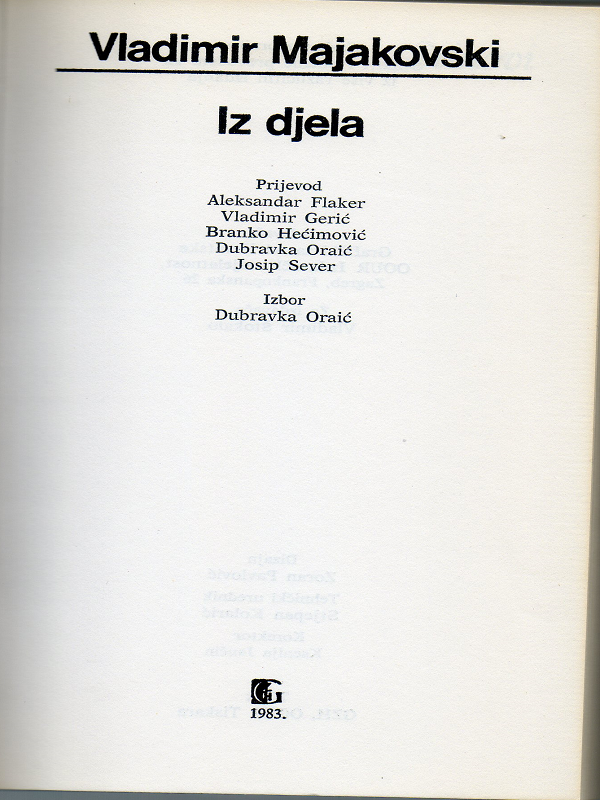 Vladimir Majakovski
Iz djela
Prijevod
Aleksandar Flaker
Vladimir Gerić
Branko Hećimović
Dubravka Oraić
Josip Sever
Izbor
Dubravka Oraić
1983.